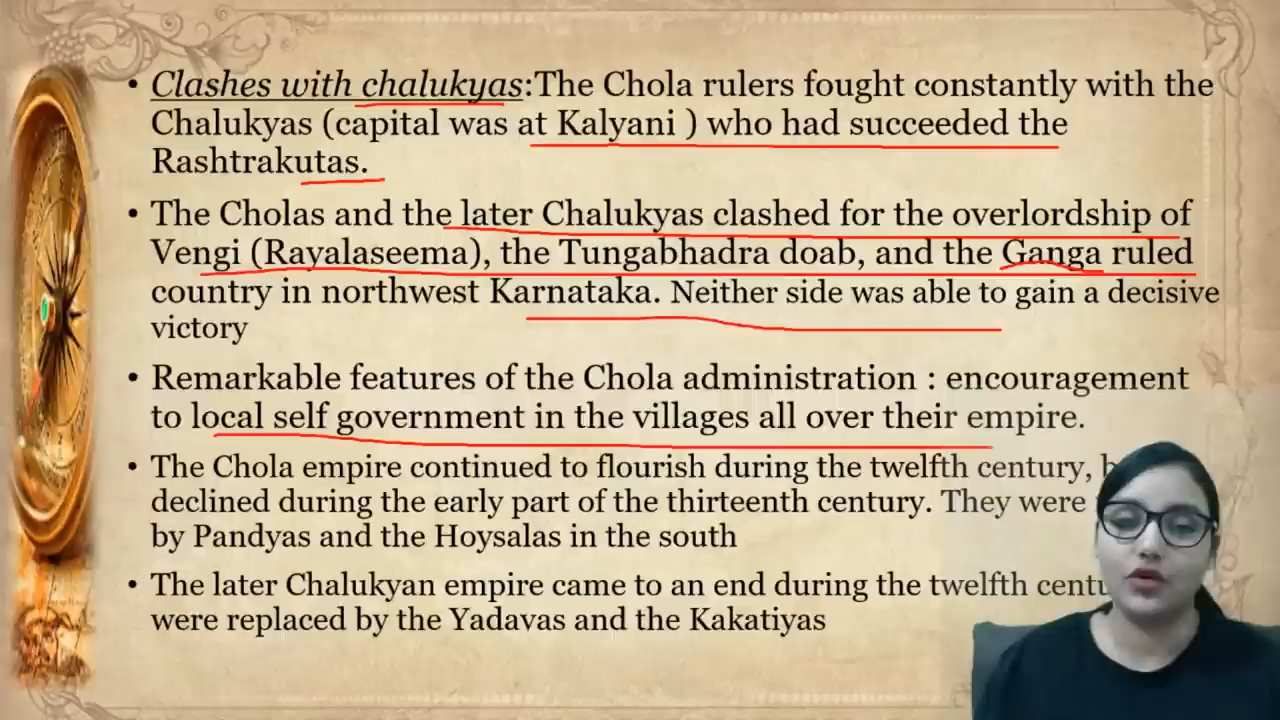 • Clashes with chalukyas:The Chola rulers fought constantly with the
Chalukyas (capital was at Kalyani ) who had succeeded the
Rashtrakutas.
• The Cholas and the later Chalukyas clashed for the overlordship of
Vengi (Rayalaseema), the Tungabhadra doab, and the Ganga ruled
country in northwest Karnataka. Neither side was able to gain a decisive
victory
• Remarkable features of the Chola administration : encouragement
to local self government in the villages all over their empire.
• The Chola empire continued to flourish during the twelfth century,
declined during the early part of the thirteenth century. They were
by Pandyas and the Hoysalas in the south
• The later Chalukyan empire came to an end during the twelfth
were replaced by the Yadavas and the Kakatiyas